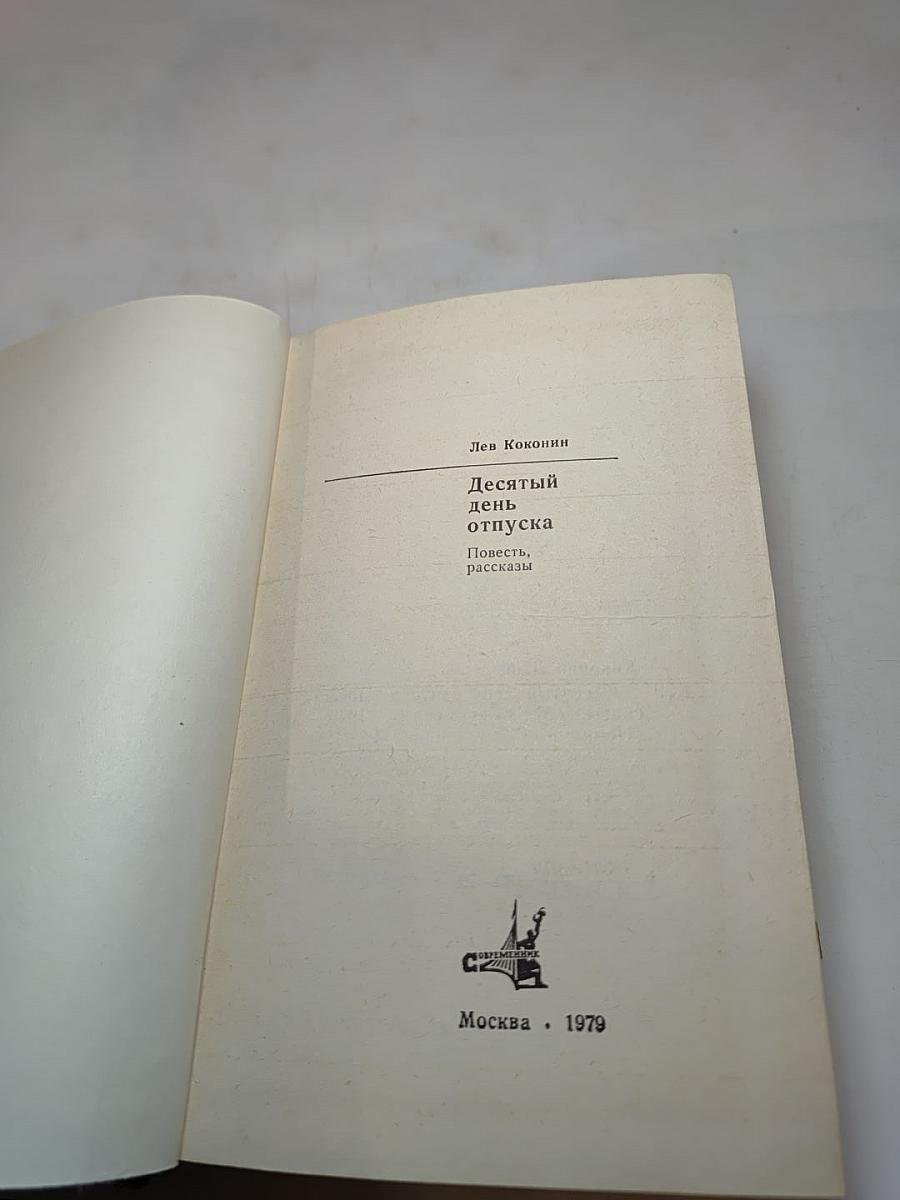 Лев Коконин
Десятый
день
отпуска
Повесть,
рассказы
Современник
Москва • 1979